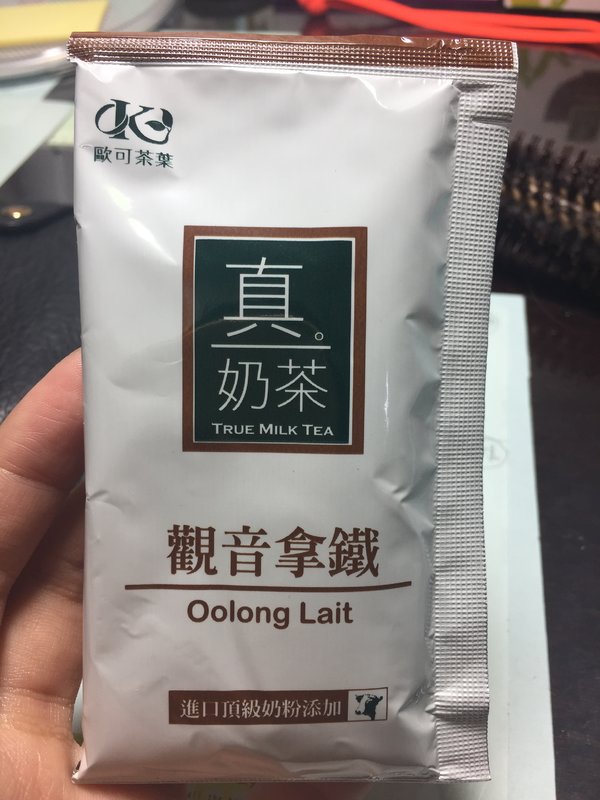 歐可茶葉
真。
奶茶
TRUE MILK TEA
觀音拿鐵
Oolong Lait
進口頂級奶粉添加